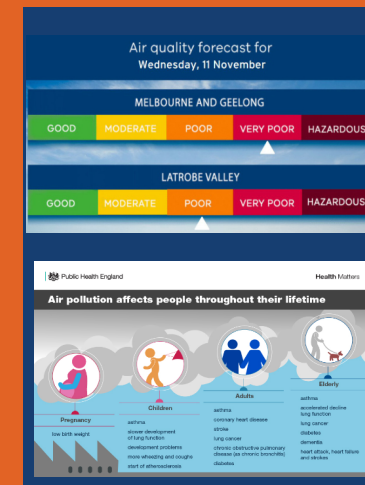 Air quality forecast for
Wednesday, 11 November
MELBOURNE AND GEELONG
GOOD MODERATE POOR VERY POOR HAZARDOUS
LATROBE VALLEY
GOOD MODERATE POOR VERY POOR HAZARDOUS
Public Health England Health Matters
Air pollution affects people throughout their lifetime
Pregnancy
low birth weight
Children
asthma
slower development
of lung function
development problems
more wheezing and coughs
start of atherosclerosis
Adults
asthma
coronary heart disease
stroke
lung cancer
chronic obstructive pulmonary
disease (as chronic bronchitis)
diabetes
Elderly
asthma
accelerated decline
lung function
lung cancer
diabetes
dementia
heart attack, heart failure
and strokes